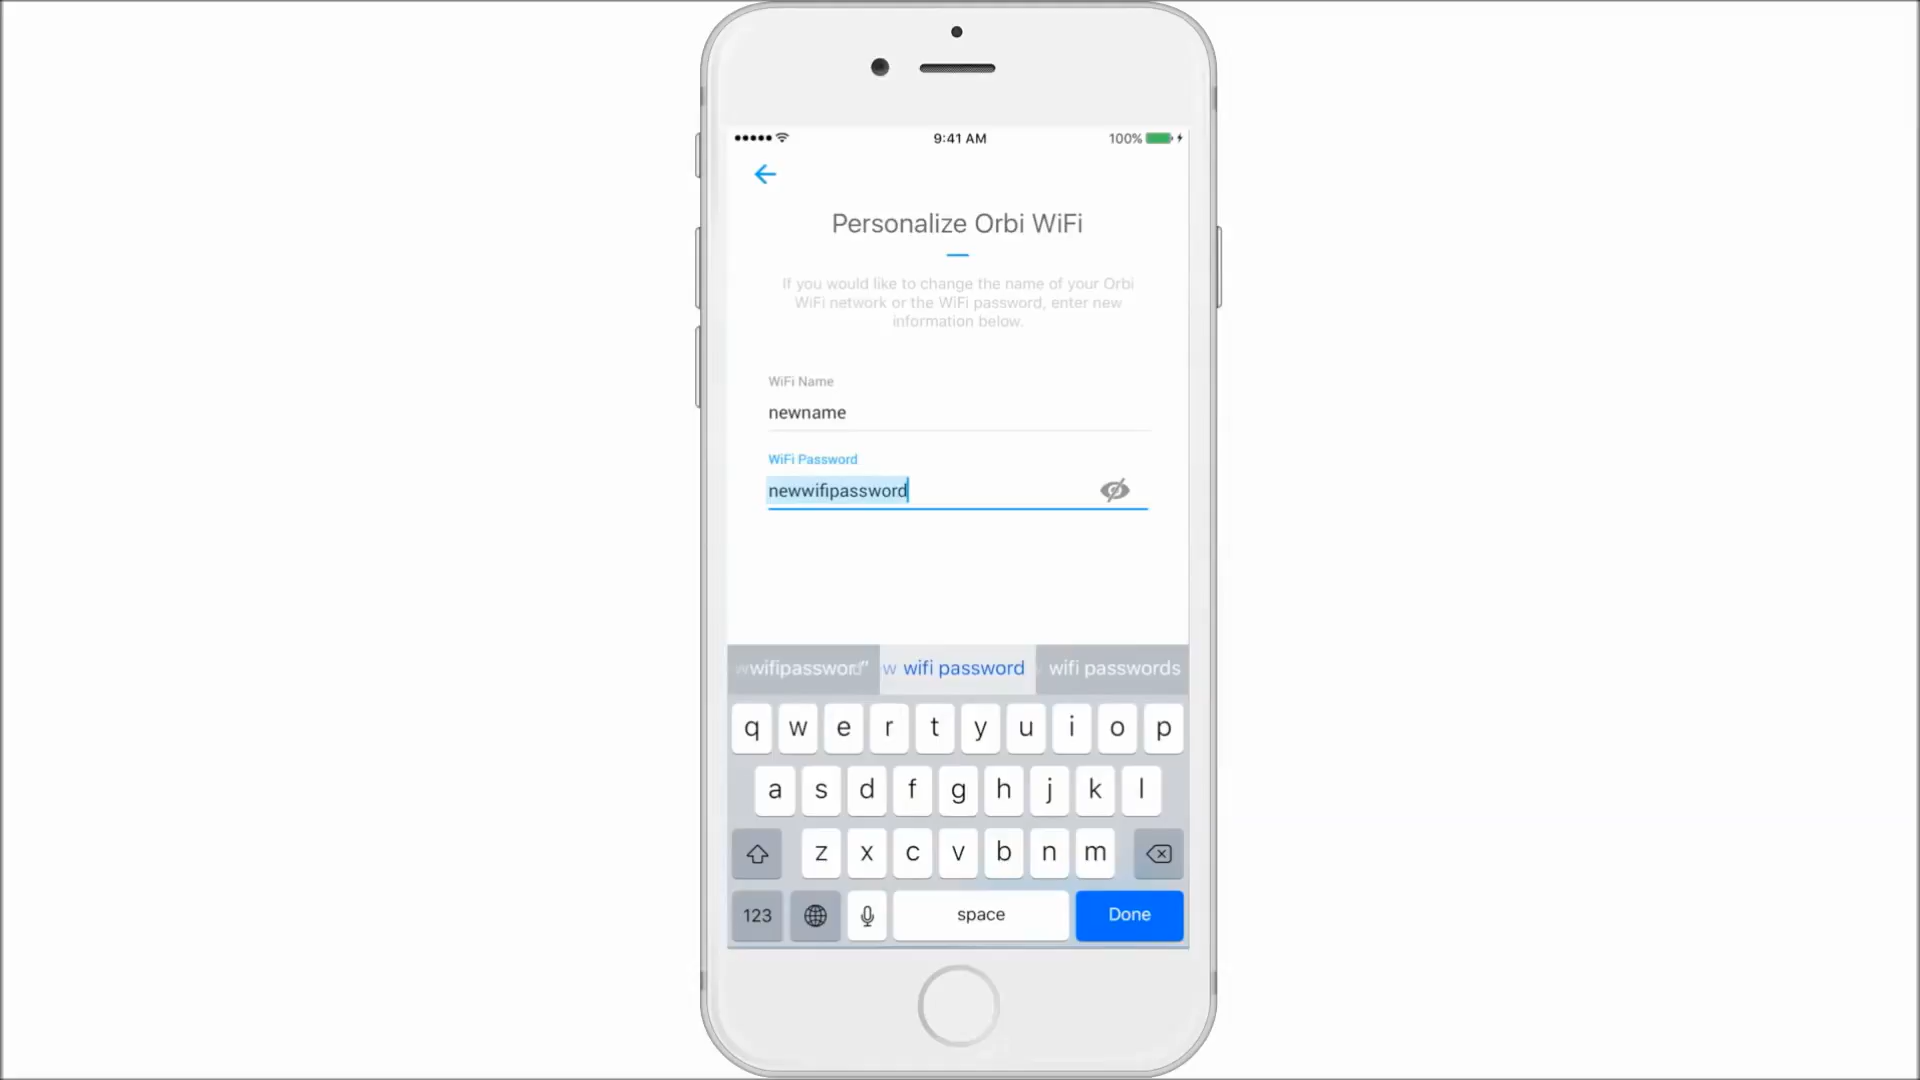 9:41 AM
100%
Personalize Orbi WiFi
If you would like to change the name of your Orbi
WiFi network or the WiFi password, enter new
information below.
WiFi Name
newname
WiFi Password
newwifipassword
wwifipassword" w wifi password wifi passwords
q w e r t y u i o p
a s d f g h j k l
z x c v b n m
123 space Done